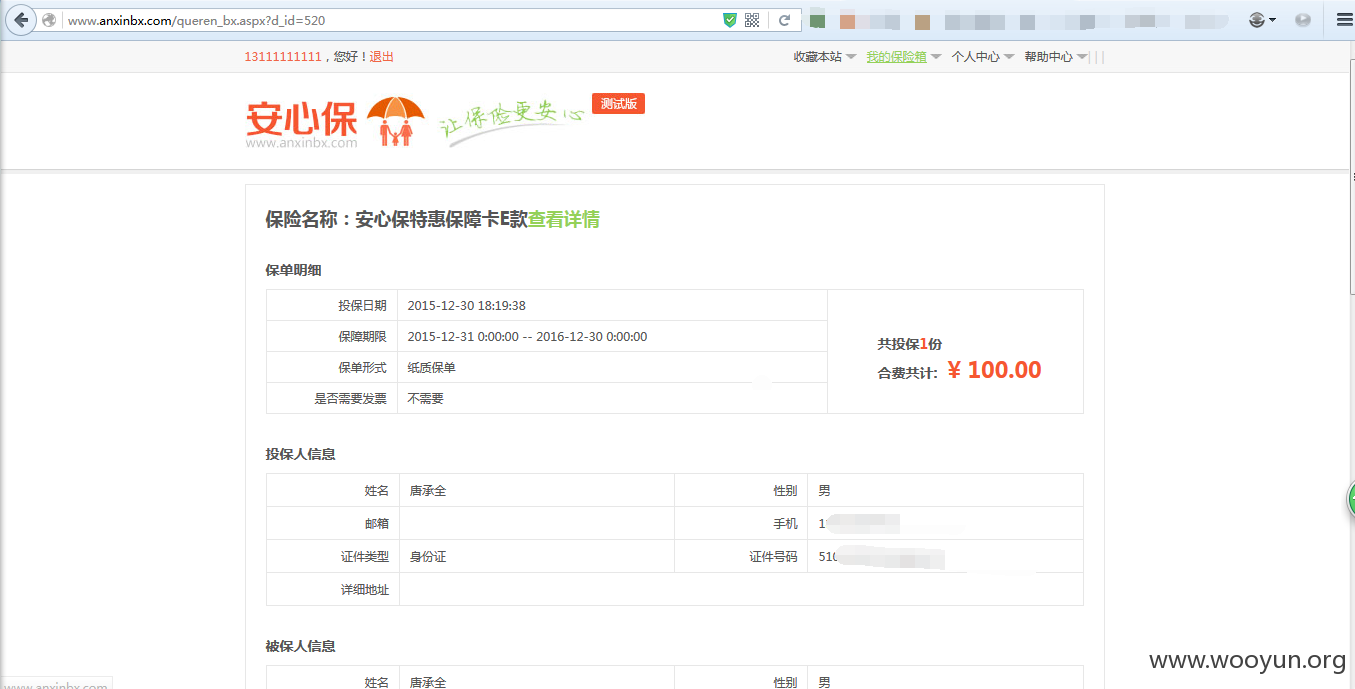 www.anxinbx.com/queren_bx.aspx?d_id=520
13111111111，您好！退出 收藏本站 我的保险箱 个人中心 帮助中心
安心保 让保险更安心 测试版
www.anxinbx.com
保险名称：安心保特惠保障卡E款查看详情
保单明细
投保日期 2015-12-30 18:19:38
保障期限 2015-12-31 0:00:00 -- 2016-12-30 0:00:00
保单形式 纸质保单
是否需要发票 不需要
共投保1份
合费共计: ¥ 100.00
投保人信息
姓名 唐承全 性别 男
邮箱 手机 1
证件类型 身份证 证件号码 510
详细地址
被保人信息
姓名 唐承全 性别 男
www.wooyun.org
www.anxinbx.com